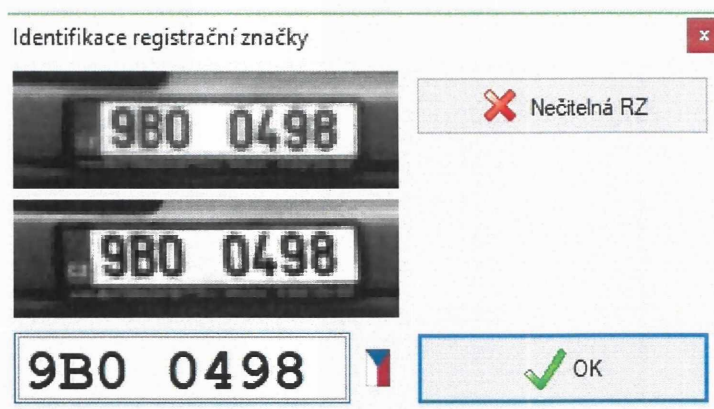 Identifikace registrační značky
x
9B0 0498
Nečitelná RZ
9B0 0498
9B0 0498
OK